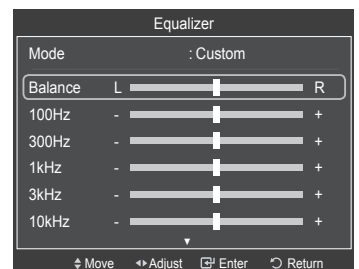 Equalizer
Mode : Custom
Balance L R
100Hz - +
300Hz - +
1kHz - +
3kHz - +
10kHz - +
Move Adjust Enter Return